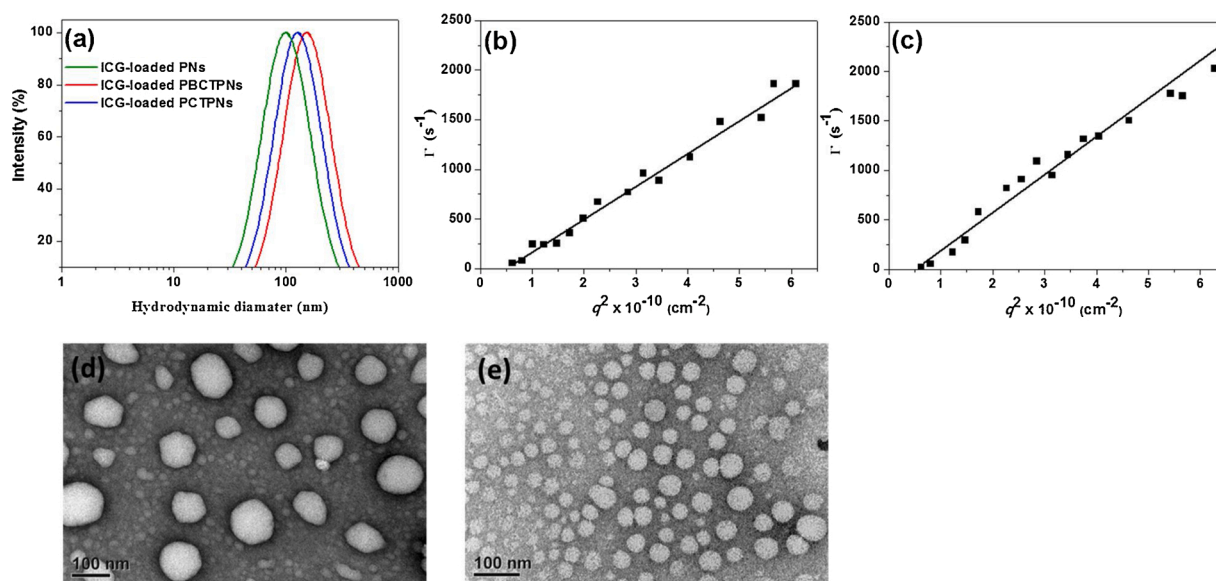 (a)
ICG-loaded PNs
ICG-loaded PBCTPNs
ICG-loaded PCTPNs
Intensity (%)
100
80
60
40
20
1
10
100
1000
Hydrodynamic diamater (nm)
(b)
Γ (s-1)
2500
2000
1500
1000
500
0
0
1
2
3
4
5
6
q2 x 10-10 (cm-2)
(c)
Γ (s-1)
2500
2000
1500
1000
500
0
0
1
2
3
4
5
6
q2 x 10-10 (cm-2)
(d)
100 nm
(e)
100 nm